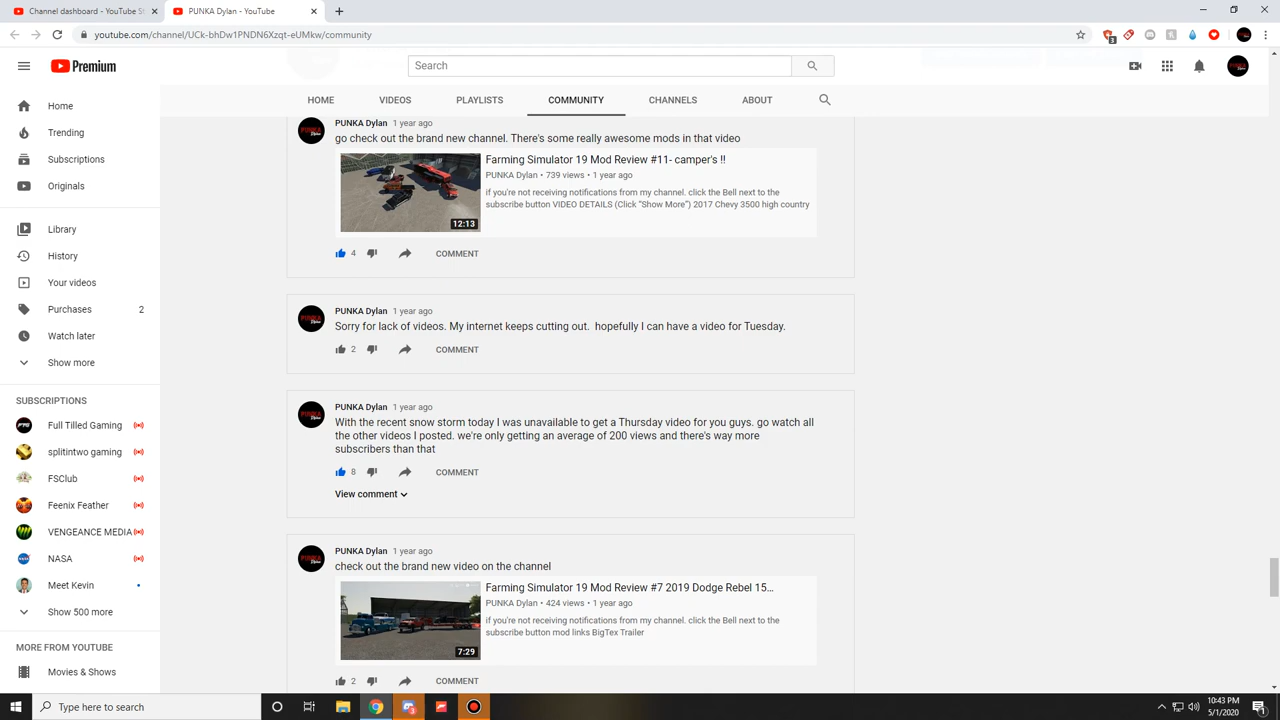 Channel dashboard - YouTube St
PUNKA Dylan - YouTube
youtube.com/channel/UCk-bhDw1PNDN6Xzqt-eUMkw/community
3
Premium
Search
HOME
VIDEOS
PLAYLISTS
COMMUNITY
CHANNELS
ABOUT
Home
Trending
Subscriptions
Originals
Library
History
Your videos
Purchases 2
Watch later
Show more
SUBSCRIPTIONS
Full Tilled Gaming
splitintwo gaming
FSClub
Feenix Feather
VENGEANCE MEDIA
NASA
Meet Kevin
Show 500 more
MORE FROM YOUTUBE
Movies & Shows
PUNKA Dylan 1 year ago
go check out the brand new channel. There's some really awesome mods in that video
12:13
Farming Simulator 19 Mod Review #11- camper's !!
PUNKA Dylan • 739 views • 1 year ago
if you're not receiving notifications from my channel. click the Bell next to the
subscribe button VIDEO DETAILS (Click "Show More") 2017 Chevy 3500 high country
4 COMMENT
PUNKA Dylan 1 year ago
Sorry for lack of videos. My internet keeps cutting out. hopefully I can have a video for Tuesday.
2 COMMENT
PUNKA Dylan 1 year ago
With the recent snow storm today I was unavailable to get a Thursday video for you guys. go watch all
the other videos I posted. we're only getting an average of 200 views and there's way more
subscribers than that
8 COMMENT
View comment
PUNKA Dylan 1 year ago
check out the brand new video on the channel
7:29
Farming Simulator 19 Mod Review #7 2019 Dodge Rebel 15…
PUNKA Dylan • 424 views • 1 year ago
if you're not receiving notifications from my channel. click the Bell next to the
subscribe button mod links BigTex Trailer
2 COMMENT
Type here to search
10:43 PM
5/1/2020